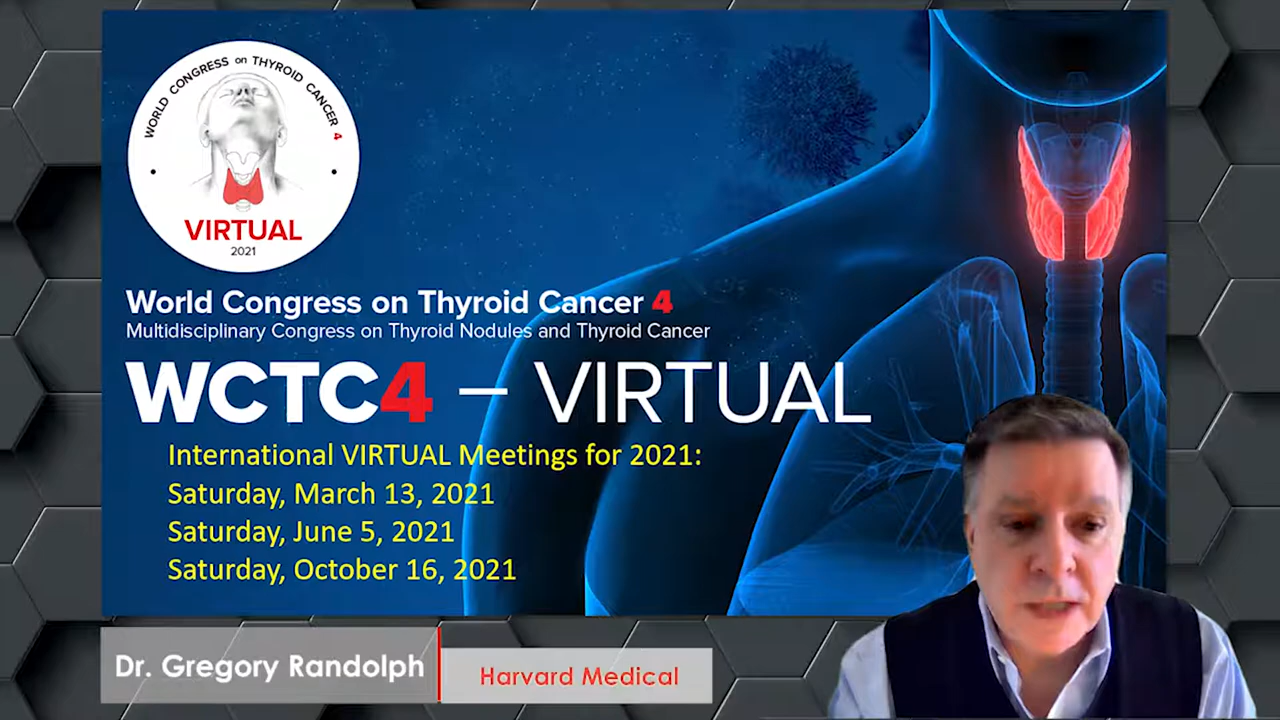 WORLD CONGRESS on THYROID CANCER 4
VIRTUAL
2021
World Congress on Thyroid Cancer 4
Multidisciplinary Congress on Thyroid Nodules and Thyroid Cancer
WCTC4 – VIRTUAL
International VIRTUAL Meetings for 2021:
Saturday, March 13, 2021
Saturday, June 5, 2021
Saturday, October 16, 2021
Dr. Gregory Randolph
Harvard Medical